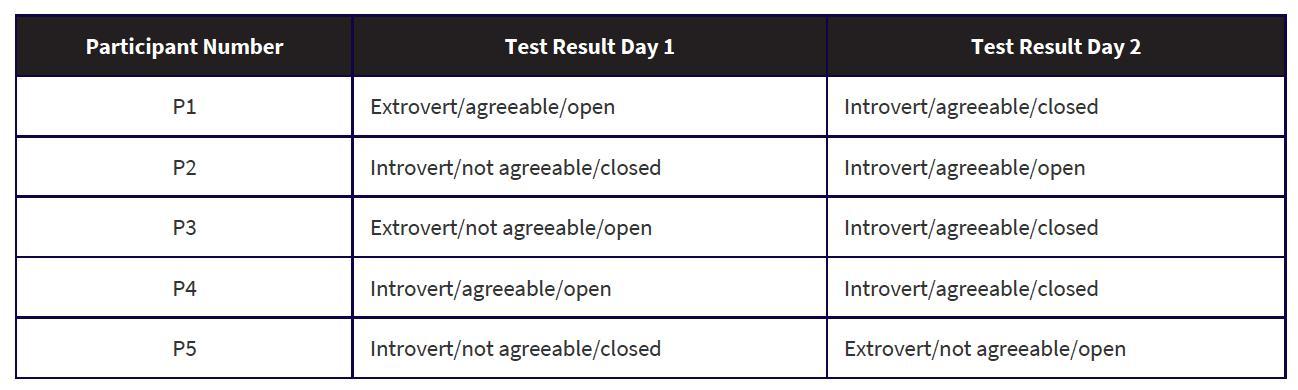 Participant Number Test Result Day 1 Test Result Day 2
P1 Extrovert/agreeable/open Introvert/agreeable/closed
P2 Introvert/not agreeable/closed Introvert/agreeable/open
P3 Extrovert/not agreeable/open Introvert/agreeable/closed
P4 Introvert/agreeable/open Introvert/agreeable/closed
P5 Introvert/not agreeable/closed Extrovert/not agreeable/open